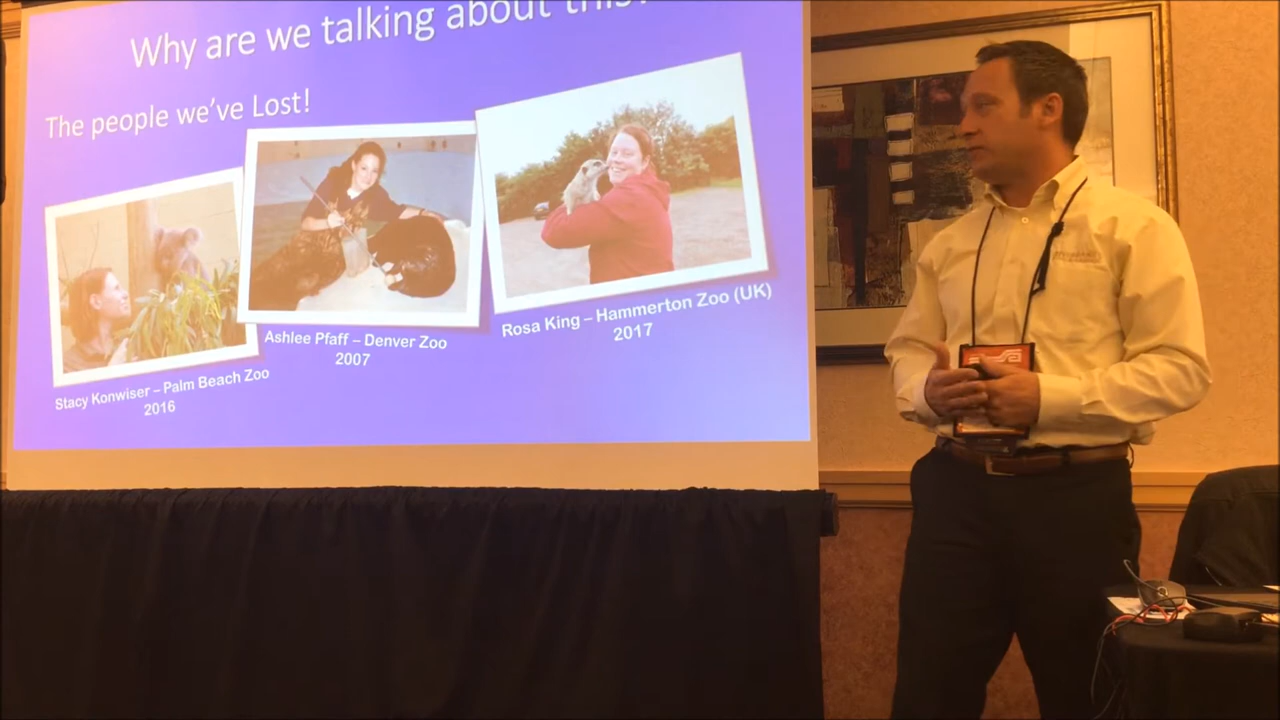 Why are we talking about this?
The people we've Lost!
Stacy Konwiser – Palm Beach Zoo
2016
Ashlee Pfaff – Denver Zoo
2007
Rosa King – Hammerton Zoo (UK)
2017